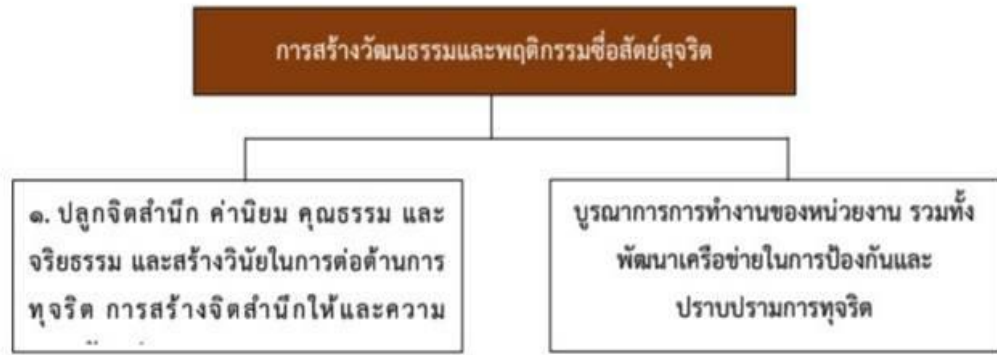 การสร้างวัฒนธรรมและพฤติกรรมซื่อสัตย์สุจริต
๑. ปลูกจิตสำนึก ค่านิยม คุณธรรม และ
จริยธรรม และสร้างวินัยในการต่อต้านการ
ทุจริต การสร้างจิตสำนึกให้และความ
บูรณาการการทำงานของหน่วยงาน รวมทั้ง
พัฒนาเครือข่ายในการป้องกันและ
ปราบปรามการทุจริต